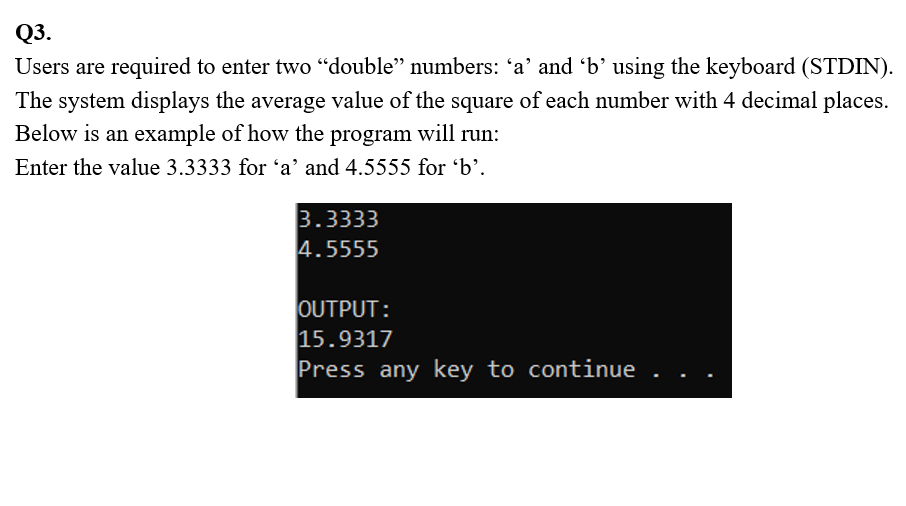 Q3.
Users are required to enter two “double” numbers: ‘a’ and ‘b’ using the keyboard (STDIN).
The system displays the average value of the square of each number with 4 decimal places.
Below is an example of how the program will run:
Enter the value 3.3333 for ‘a’ and 4.5555 for ‘b’.
3.3333
4.5555
OUTPUT:
15.9317
Press any key to continue . . .